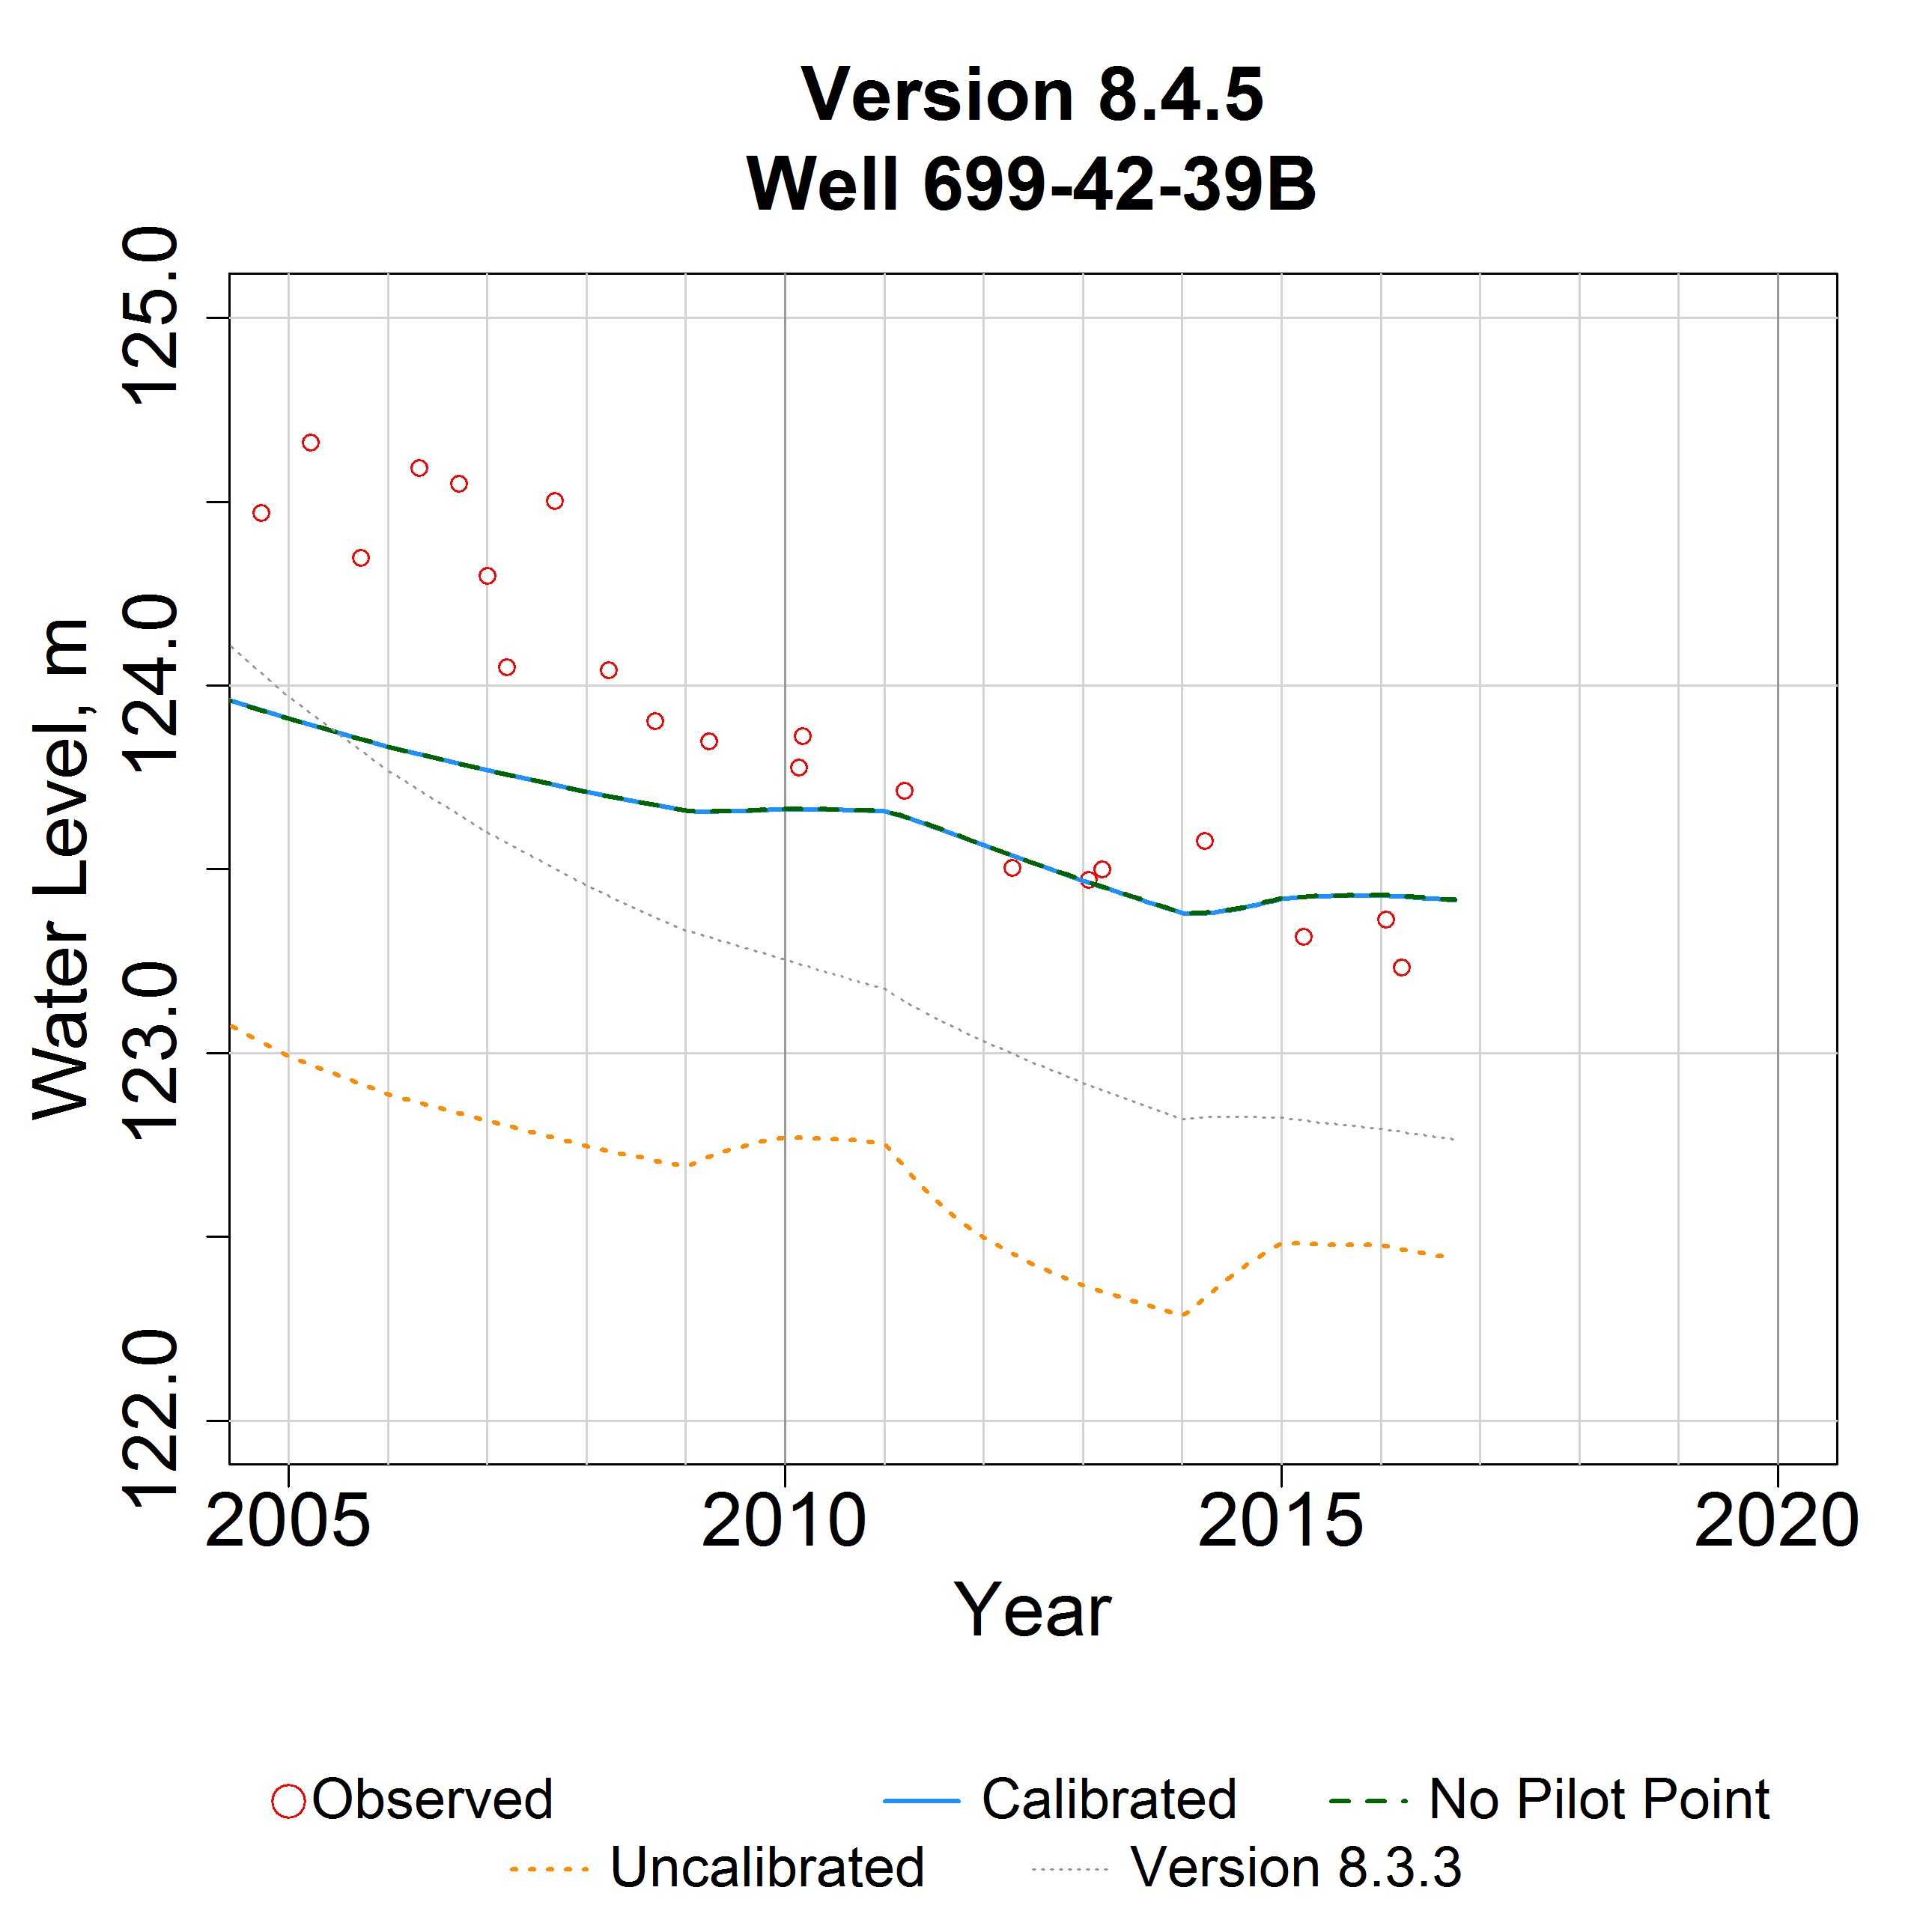 Version 8.4.5
Well 699-42-39B
125.0
124.0
123.0
122.0
Water Level, m
2005 2010 2015 2020
Year
Observed Calibrated No Pilot Point
Uncalibrated Version 8.3.3